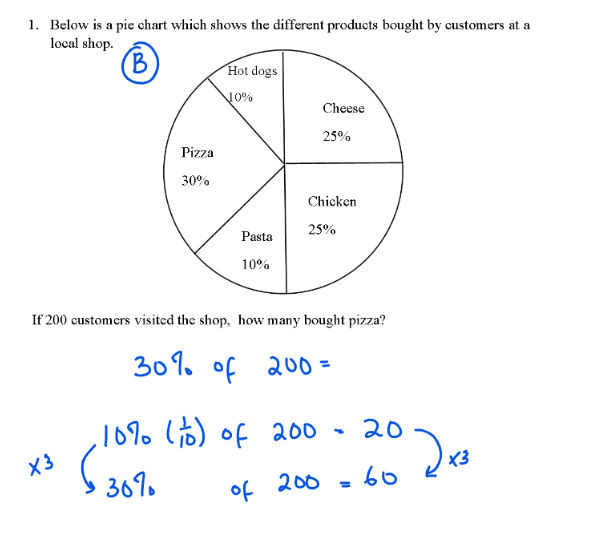 1. Below is a pie chart which shows the different products bought by customers at a
local shop.
B
Hot dogs
10%
Cheese
25%
Pizza
30%
Chicken
25%
Pasta
10%
If 200 customers visited the shop, how many bought pizza?
30% of 200 =
10% (1/10) of 200 - 20
x3
x3
30% of 200 = 60